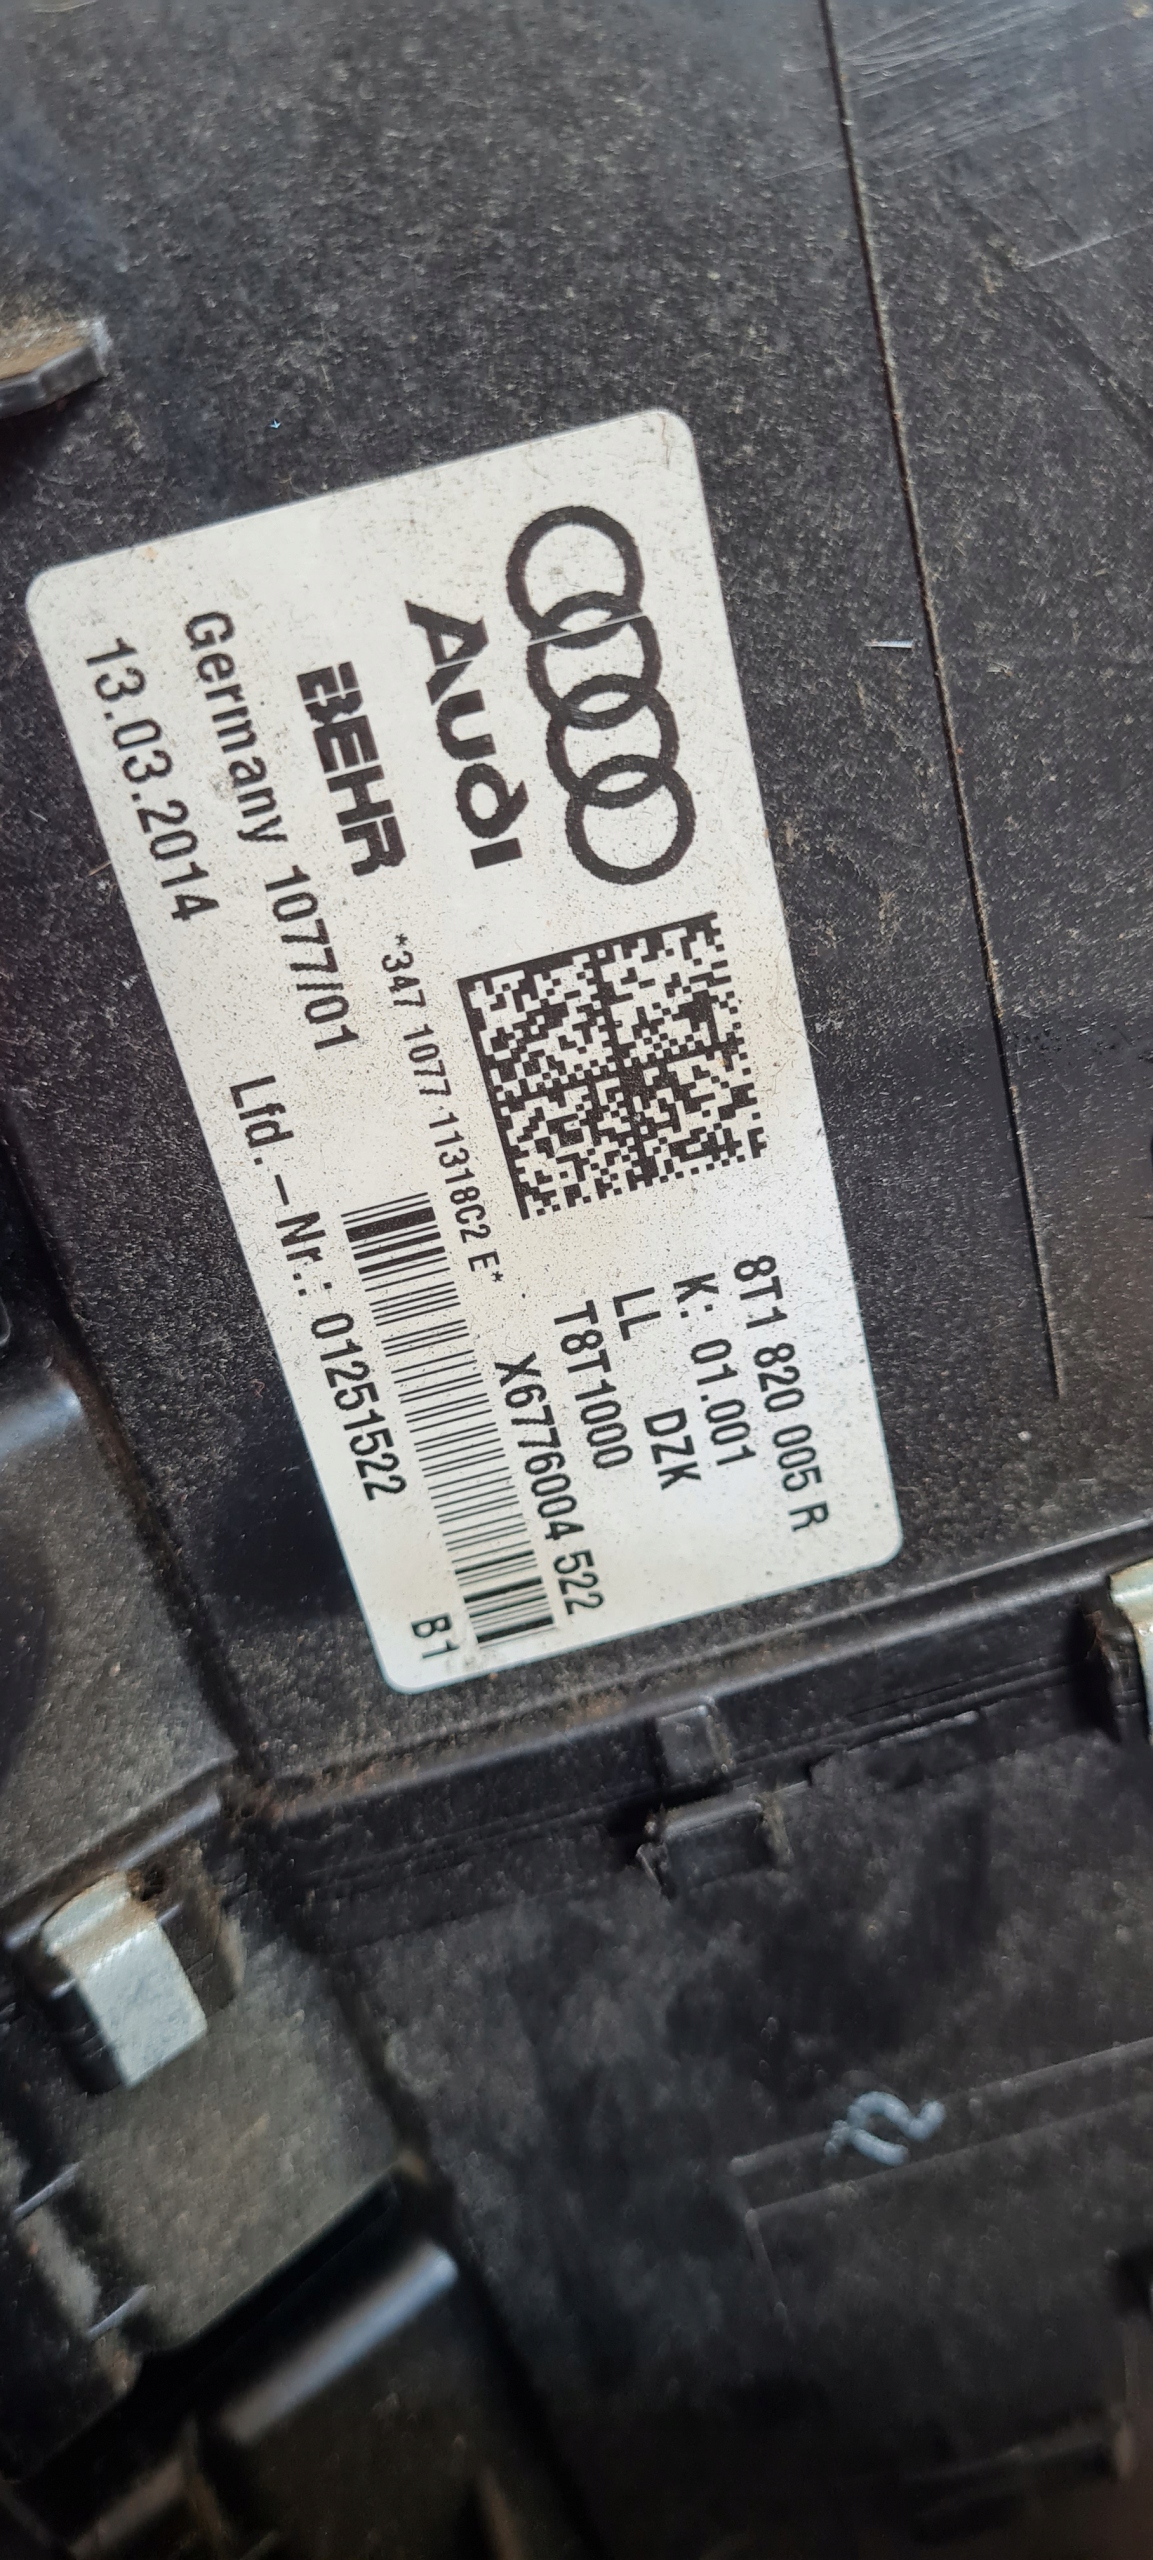 AUDI
8T1 820 005 R
K: 01.001
LL DZK
T8T1000
X6776004 522
*347 1077 11318C2 E*
BEHR
Germany 1077/01
13.03.2014
Lfd.-Nr.: 01251522
B1